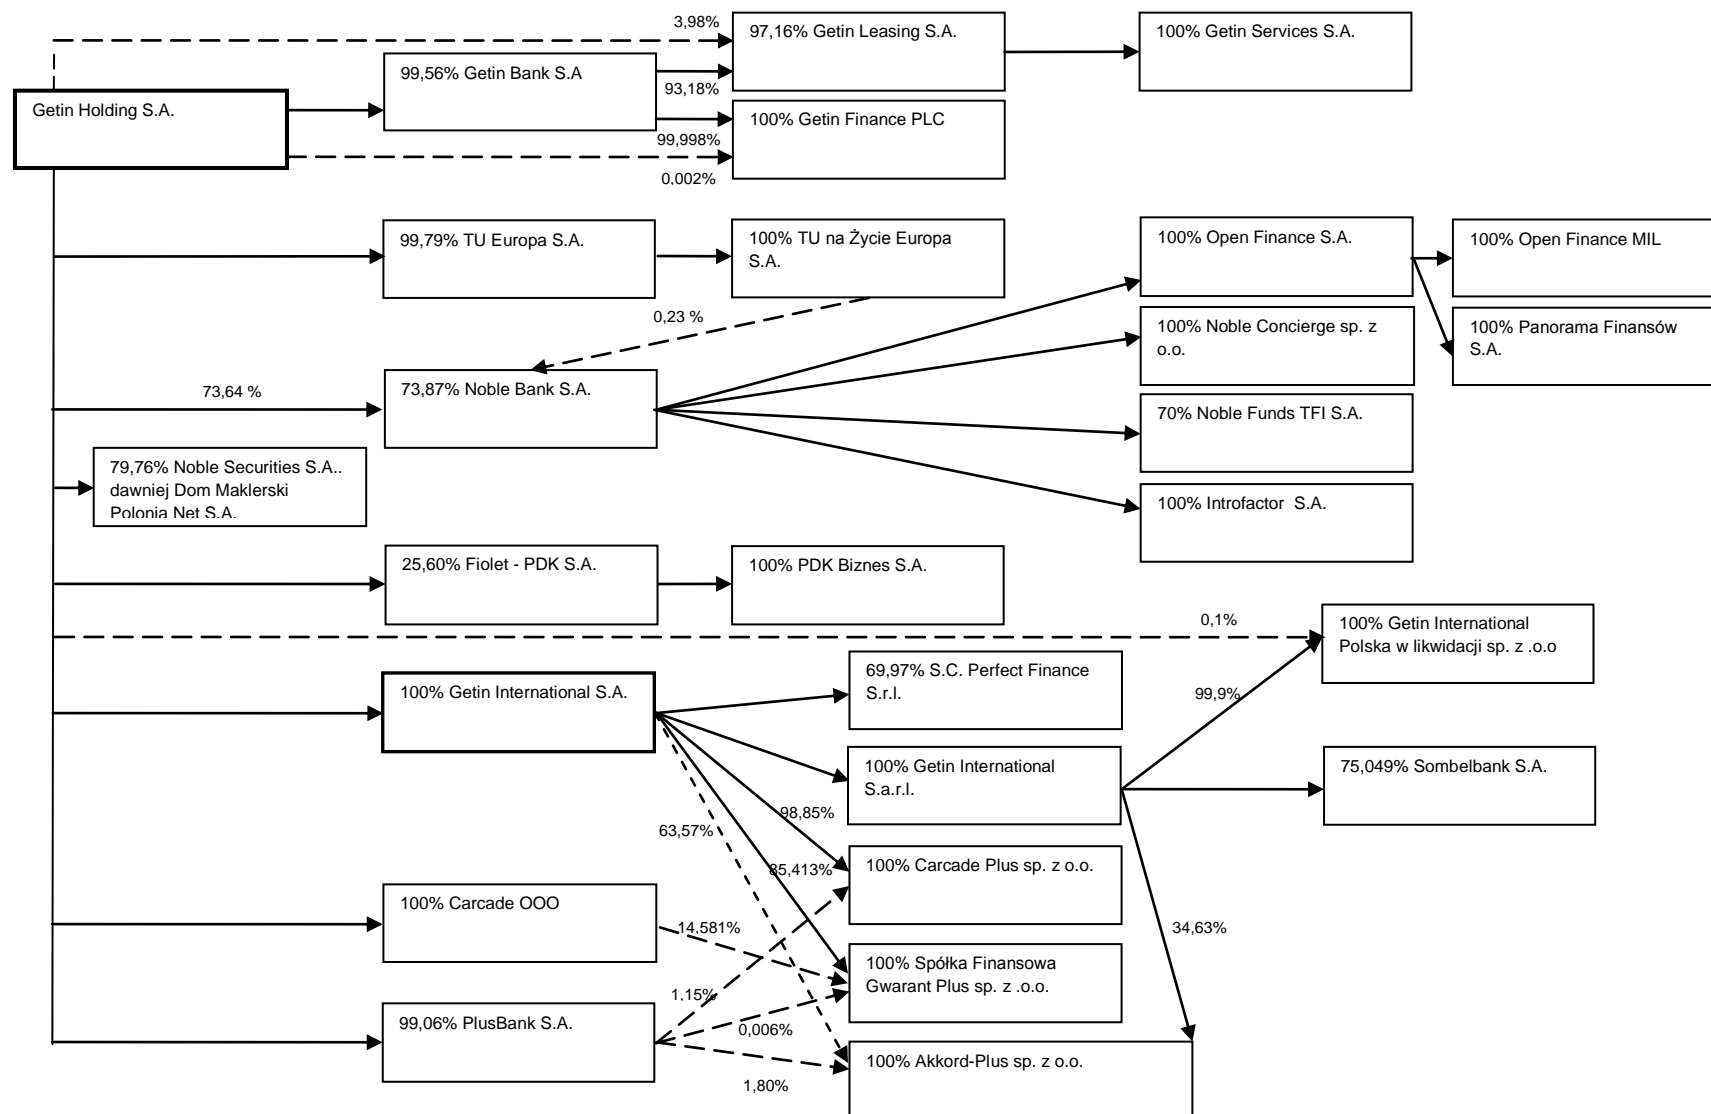 3,98%
97,16% Getin Leasing S.A.
100% Getin Services S.A.
99,56% Getin Bank S.A
93,18%
Getin Holding S.A.
100% Getin Finance PLC
99,998%
0,002%
99,79% TU Europa S.A.
100% TU na Życie Europa
S.A.
100% Open Finance S.A.
100% Open Finance MIL
0,23 %
100% Noble Concierge sp. z
o.o.
100% Panorama Finansów
S.A.
73,64 %
73,87% Noble Bank S.A.
70% Noble Funds TFI S.A.
79,76% Noble Securities S.A..
dawniej Dom Maklerski
Polonia Net S.A.
100% Introfactor  S.A.
25,60% Fiolet - PDK S.A.
100% PDK Biznes S.A.
0,1%
100% Getin International
Polska w likwidacji sp. z .o.o
69,97% S.C. Perfect Finance
S.r.l.
100% Getin International S.A.
99,9%
100% Getin International
S.a.r.l.
75,049% Sombelbank S.A.
98,85%
63,57%
85,413%
100% Carcade Plus sp. z o.o.
100% Carcade OOO
14,581%
34,63%
100% Spółka Finansowa
Gwarant Plus sp. z .o.o.
1,15%
99,06% PlusBank S.A.
0,006%
100% Akkord-Plus sp. z o.o.
1,80%